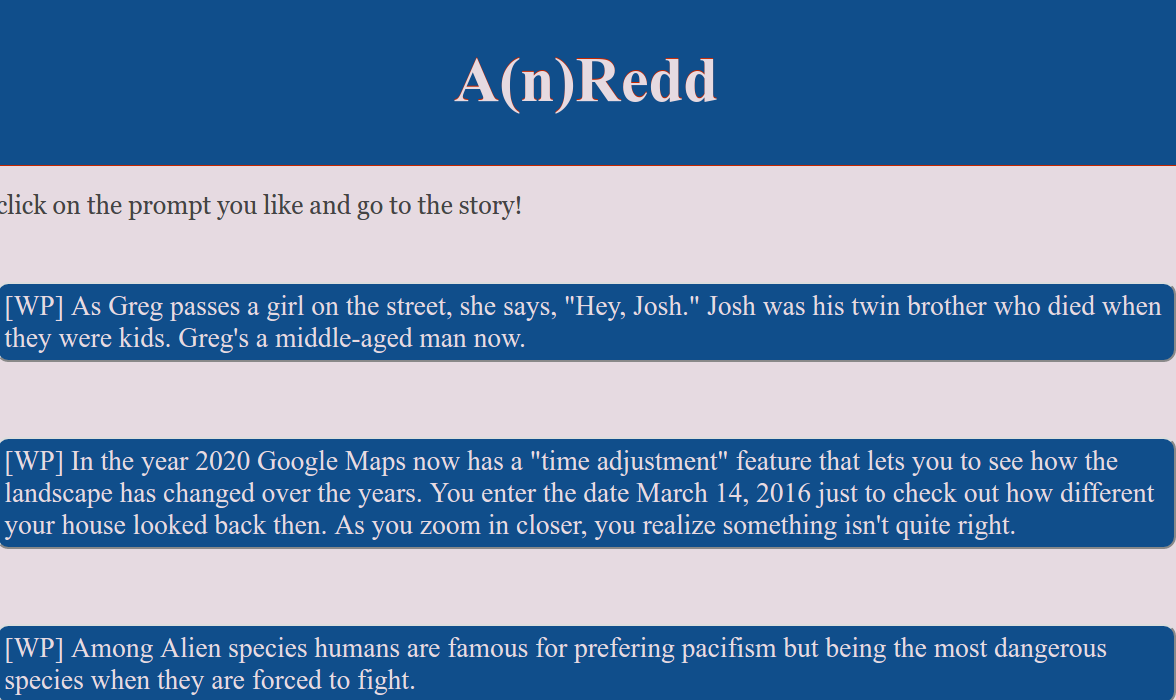 A(n)Redd
click on the prompt you like and go to the story!
[WP] As Greg passes a girl on the street, she says, "Hey, Josh." Josh was his twin brother who died when
they were kids. Greg's a middle-aged man now.
[WP] In the year 2020 Google Maps now has a "time adjustment" feature that lets you to see how the
landscape has changed over the years. You enter the date March 14, 2016 just to check out how different
your house looked back then. As you zoom in closer, you realize something isn't quite right.
[WP] Among Alien species humans are famous for prefering pacifism but being the most dangerous
species when they are forced to fight.